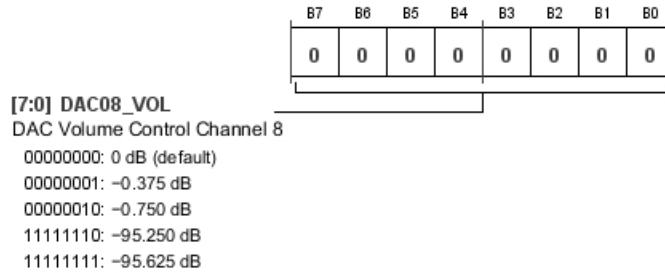 B7 B6 B5 B4 B3 B2 B1 B0
0 0 0 0 0 0 0 0
[7:0] DAC08_VOL
DAC Volume Control Channel 8
00000000: 0 dB (default)
00000001: −0.375 dB
00000010: −0.750 dB
11111110: −95.250 dB
11111111: −95.625 dB